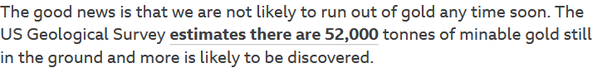 The good news is that we are not likely to run out of gold any time soon. The
US Geological Survey estimates there are 52,000 tonnes of minable gold still
in the ground and more is likely to be discovered.